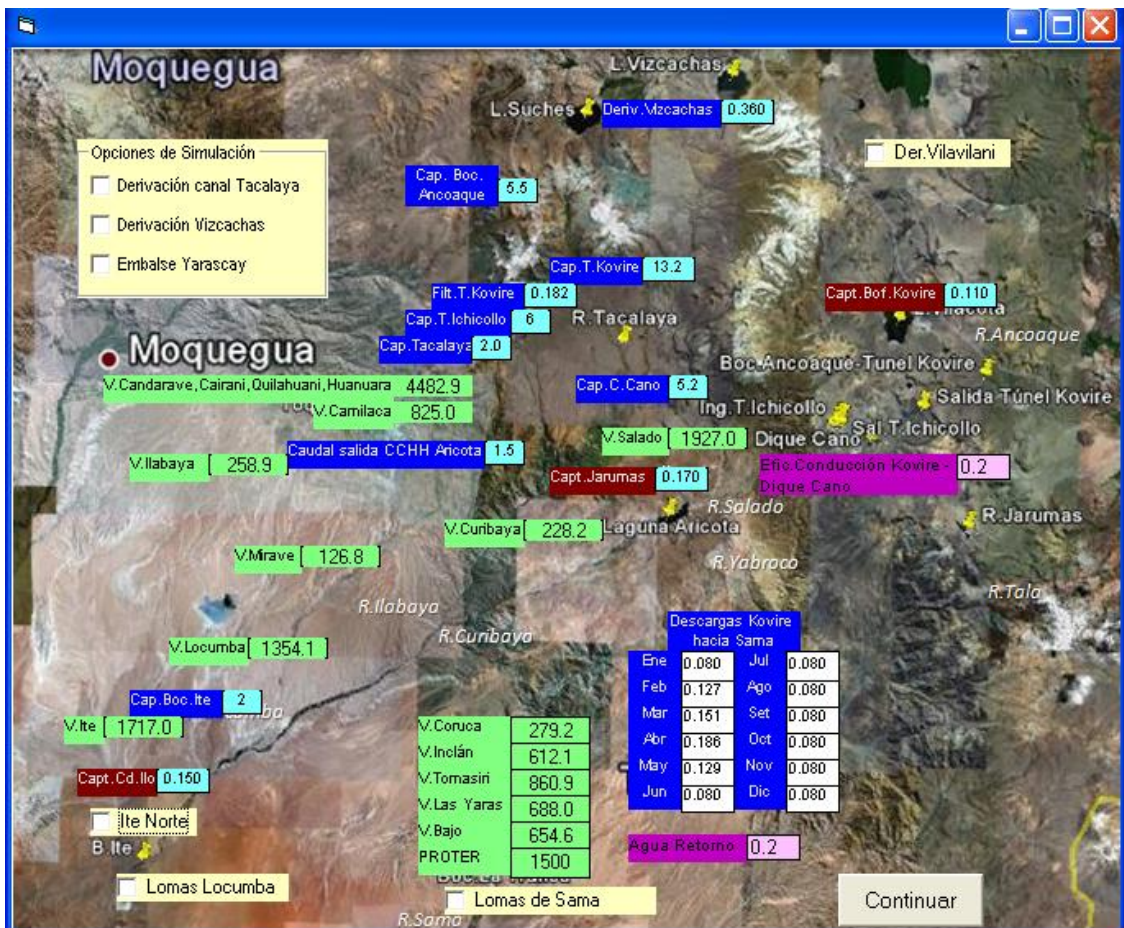 Moquegua
L.Vizcachas
L.Suches
Deriv.Vizcachas 0.360
Opciones de Simulación
Derivación canal Tacalaya
Derivación Vizcachas
Embalse Yarascay
Der.Vilavilani
Cap. Boc.
Ancoaque 5.5
Cap.T.Kovire 13.2
Filt.T.Kovire 0.182
Capt.Bof.Kovire 0.110
Cap.T.Ichicollo 6
R.Tacalaya
R.Ancoaque
Cap.Tacalaya 2.0
Moquegua
Boc.Ancoaque-Tunel Kovire
V.Candarave,Cairani,Quilahuani,Huanuara 4482.9
Cap.C.Cano 5.2
Salida Túnel Kovire
V.Camilaca 825.0
Ing.T.Ichicollo
Sal T.Ichicollo
V.Salado 1927.0
Dique Cano
Caudal salida CCHH Aricota 1.5
V.Ilabaya 258.9
Efic.Conducción Kovire -
Dique Cano 0.2
Capt.Jarumas 0.170
R.Salado
V.Curibaya 228.2
Laguna Aricota
R.Jarumas
V.Mirave 126.8
R.Yabroco
R.Tala
R.Ilabaya
R.Curibaya
Descargas Kovire
hacia Sama
V.Locumba 1354.1
Ene 0.080 Jul 0.080
Feb 0.127 Ago 0.080
Mar 0.151 Set 0.080
Abr 0.186 Oct 0.080
May 0.129 Nov 0.080
Jun 0.080 Dic 0.080
Cap.Boc.Ite 2
V.Ite 1717.0
V.Coruca 279.2
V.Inclán 612.1
V.Tomasiri 860.9
V.Las Yaras 688.0
V.Bajo 654.6
PROTER 1500
Capt.Cd.Ilo 0.150
Ite Norte
B.Ite
Agua Retorno 0.2
Lomas Locumba
Lomas de Sama
Continuar
R.Sama